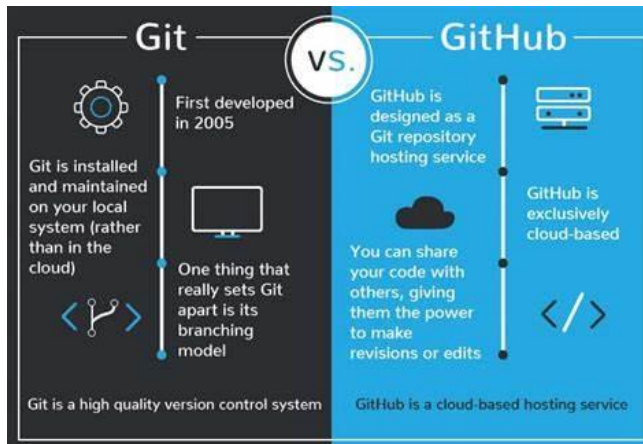 Git
VS.
GitHub
First developed
in 2005
Git is installed
and maintained
on your local
system (rather
than in the
cloud)
One thing that
really sets Git
apart is its
branching
model
Git is a high quality version control system
GitHub is
designed as a
Git repository
hosting service
GitHub is
exclusively
cloud-based
You can share
your code with
others, giving
them the power
to make
revisions or edits
GitHub is a cloud-based hosting service